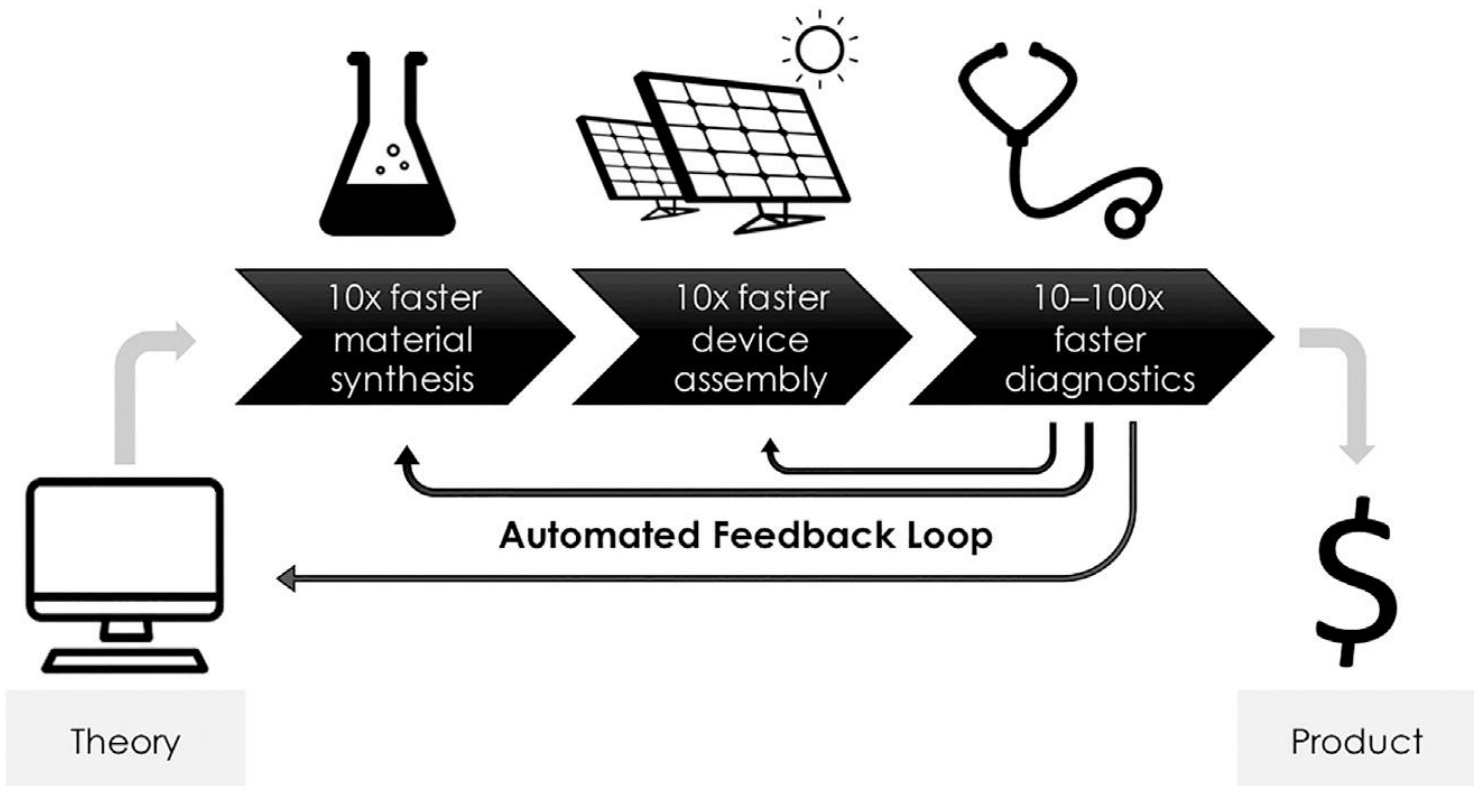 10x faster
material
synthesis
10x faster
device
assembly
10–100x
faster
diagnostics
Automated Feedback Loop
Theory
Product
$